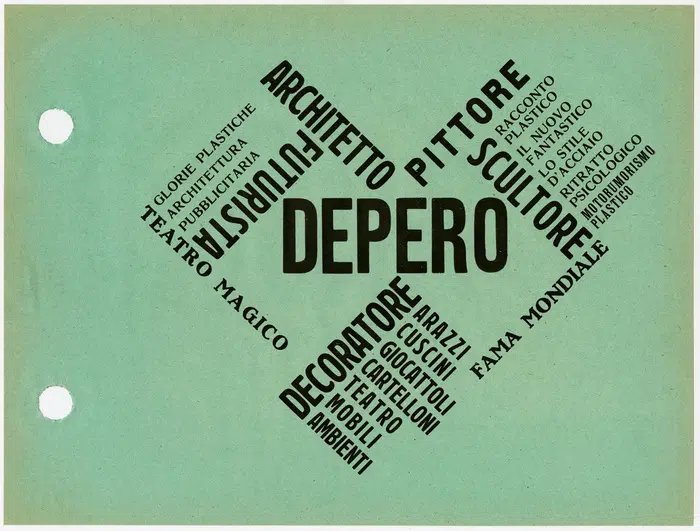 ARCHITETTO
FUTURISTA
GLORIE PLASTICHE
ARCHITETTURA
PUBBLICITARIA
TEATRO MAGICO
PITTORE
SCULTORE
RACCONTO
PLASTICO
IL NUOVO
FANTASTICO
LO STILE
D'ACCIAIO
RITRATTO
PSICOLOGICO
MOTORUMORISMO
PLASTICO
FAMA MONDIALE
DEPERO
DECORATORE
ARAZZI
CUSCINI
GIOCATTOLI
CARTELLONI
TEATRO
MOBILI
AMBIENTI